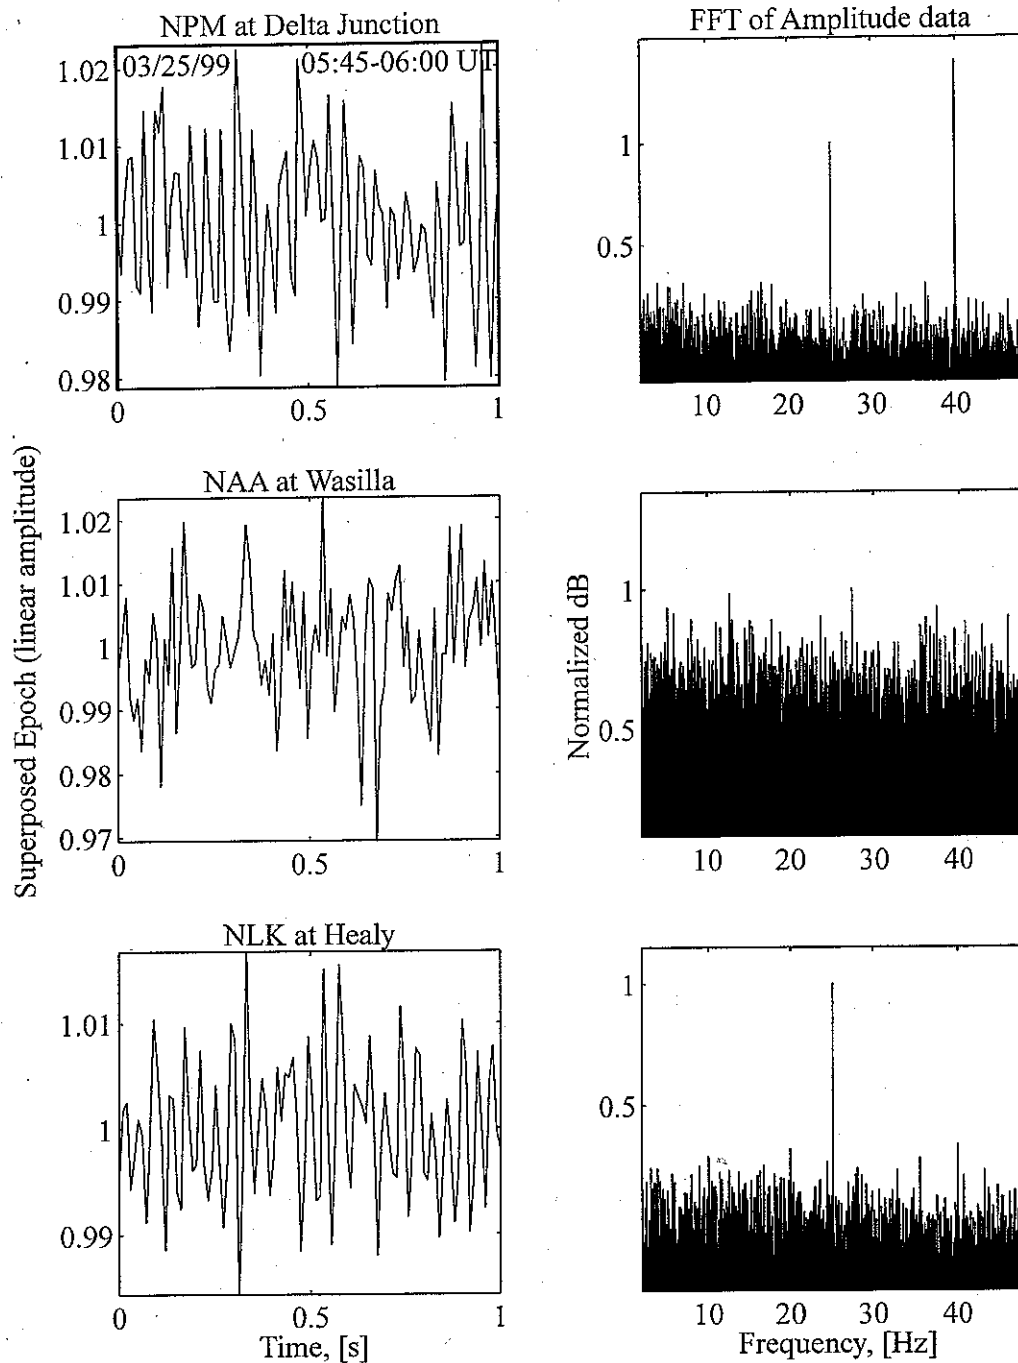 NPM at Delta Junction
03/25/99 05:45-06:00 UT
1.02
1.01
1
0.99
0.98
0 0.5 1
FFT of Amplitude data
1
0.5
10 20 30 40
Superposed Epoch (linear amplitude)
NAA at Wasilla
1.02
1.01
1
0.99
0.98
0.97
0 0.5 1
Normalized dB
1
0.5
10 20 30 40
NLK at Healy
1.01
1
0.99
0 0.5 1
Time, [s]
1
0.5
10 20 30 40
Frequency, [Hz]